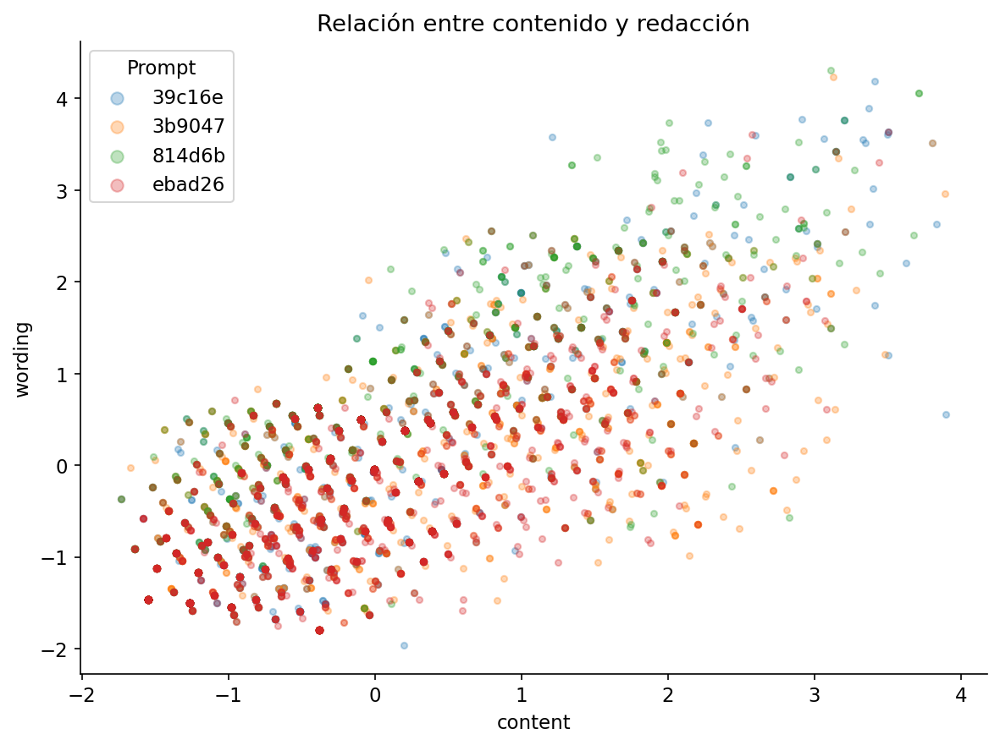 Relación entre contenido y redacción
Prompt
39c16e
3b9047
814d6b
ebad26
4
3
2
1
0
−1
−2
wording
−2
−1
0
1
2
3
4
content